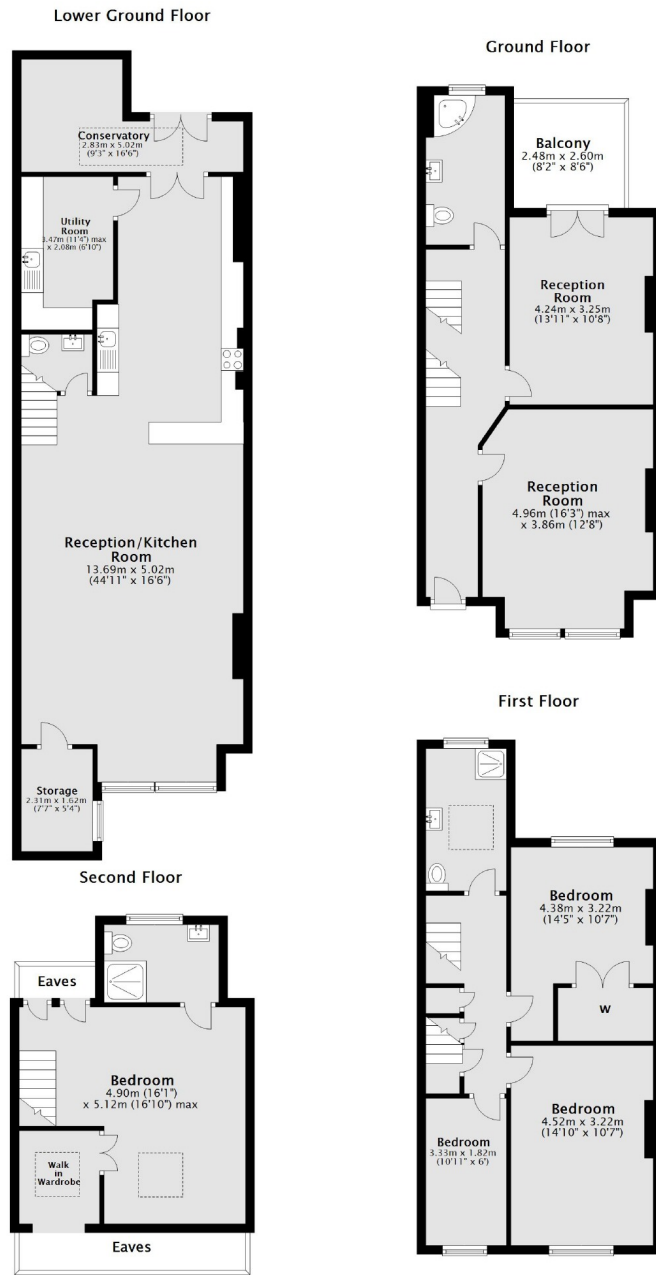 Lower Ground Floor
Conservatory
2.83m x 5.02m
(9'3" x 16'6")
Utility
Room
3.47m (11'4") max
x 2.08m (6'10")
Reception/Kitchen
Room
13.69m x 5.02m
(44'11" x 16'6")
Storage
2.31m x 1.62m
(7'7" x 5'4")
Ground Floor
Balcony
2.48m x 2.60m
(8'2" x 8'6")
Reception
Room
4.24m x 3.25m
(13'11" x 10'8")
Reception
Room
4.96m (16'3") max
x 3.86m (12'8")
Second Floor
Eaves
Bedroom
4.90m (16'1")
x 5.12m (16'10") max
Walk
in
Wardrobe
Eaves
First Floor
Bedroom
4.38m x 3.22m
(14'5" x 10'7")
W
Bedroom
4.52m x 3.22m
(14'10" x 10'7")
Bedroom
3.33m x 1.82m
(10'11" x 6')